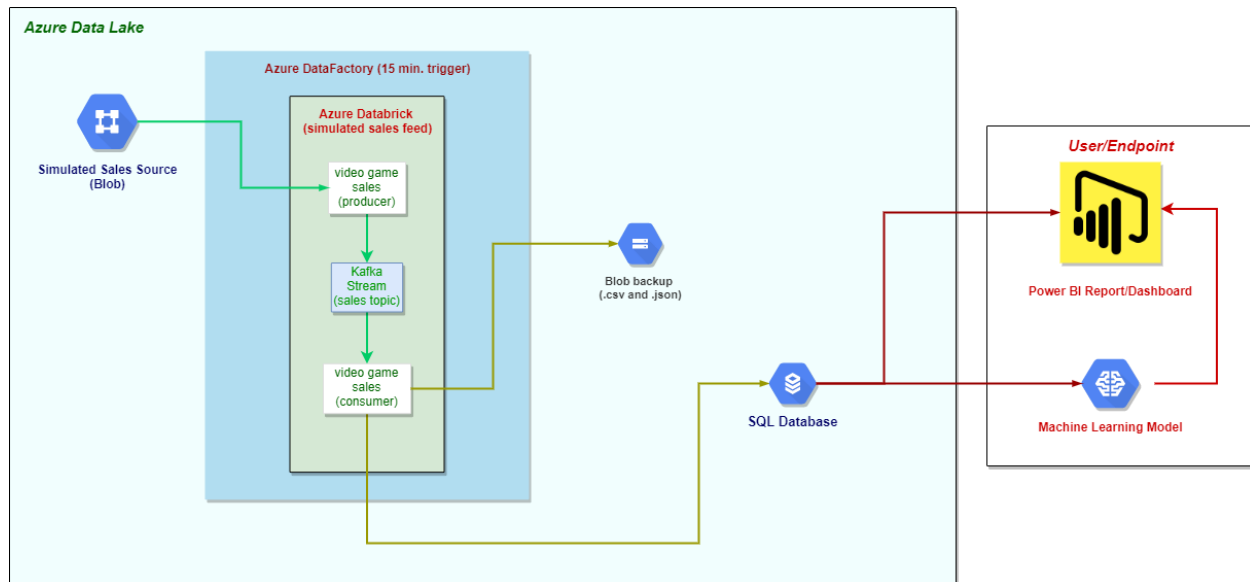 Azure Data Lake
Azure DataFactory (15 min. trigger)
Azure Databrick
(simulated sales feed)
Simulated Sales Source
(Blob)
video game
sales
(producer)
Kafka
Stream
(sales topic)
video game
sales
(consumer)
Blob backup
(.csv and .json)
SQL Database
User/Endpoint
Power BI Report/Dashboard
Machine Learning Model